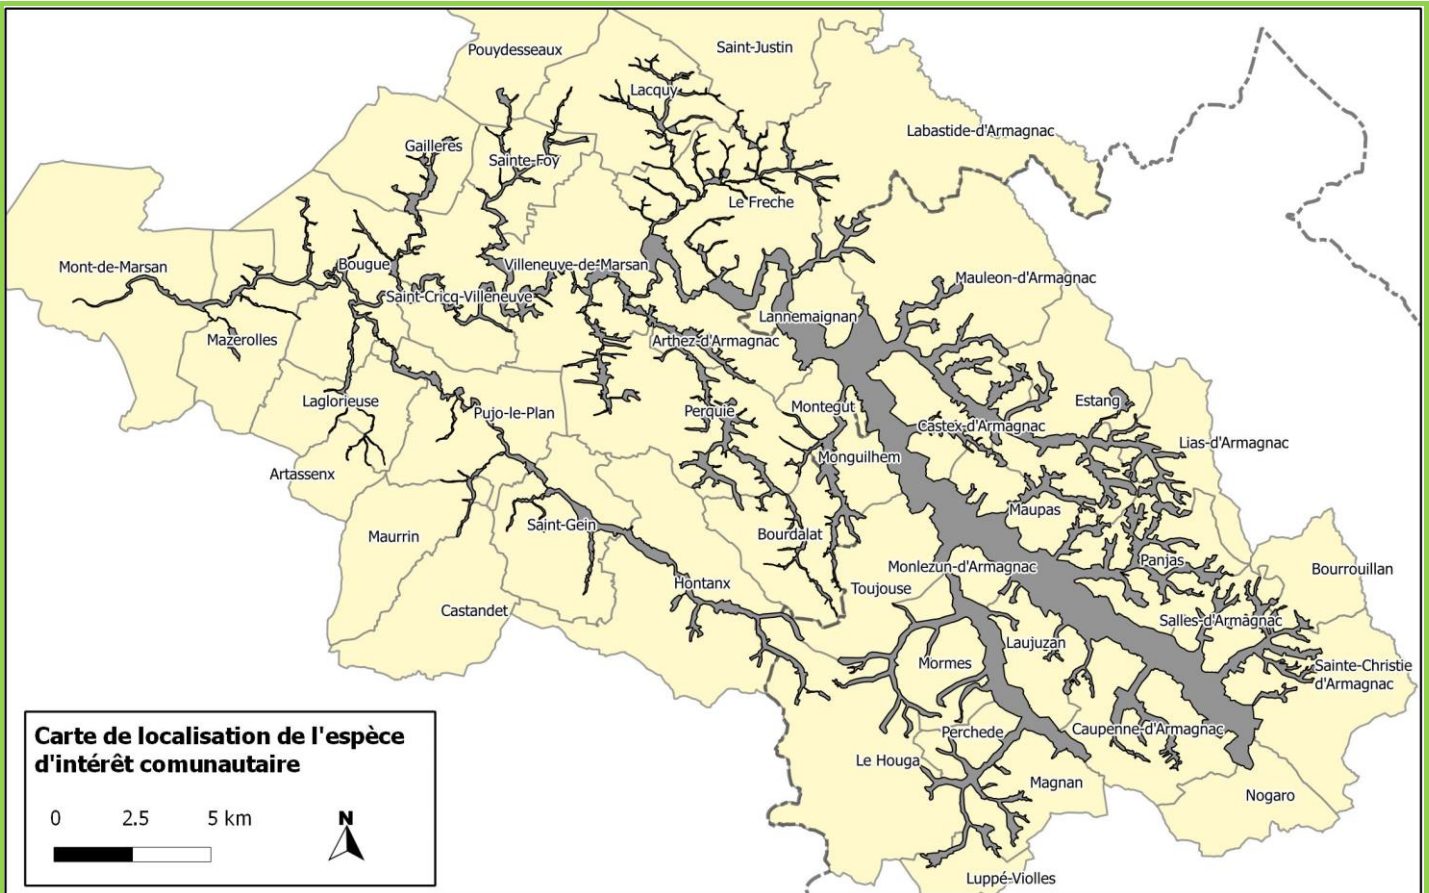 Pouydesseaux
Saint-Justin
Lacquy
Labastide-d'Armagnac
Gailleres
Sainte-Foy
Le Freche
Mont-de-Marsan
Bougue
Villeneuve-de-Marsan
Mauleon-d'Armagnac
Saint-Cricq-Villeneuve
Lannemaignan
Mazerolles
Arthez-d'Armagnac
Laglorieuse
Pujo-le-Plan
Perquie
Montegut
Estang
Castex-d'Armagnac
Lias-d'Armagnac
Monguilhem
Artassenx
Maupas
Saint-Gein
Maurrin
Bourdalat
Panjas
Monlezun-d'Armagnac
Bourrouillan
Hontanx
Toujouse
Castandet
Salles-d'Armagnac
Laujuzan
Mormes
Sainte-Christie
d'Armagnac
Perchede
Caupenne-d'Armagnac
Le Houga
Magnan
Nogaro
Luppé-Violles
Carte de localisation de l'espèce
d'intérêt comunautaire
0 2.5 5 km
N